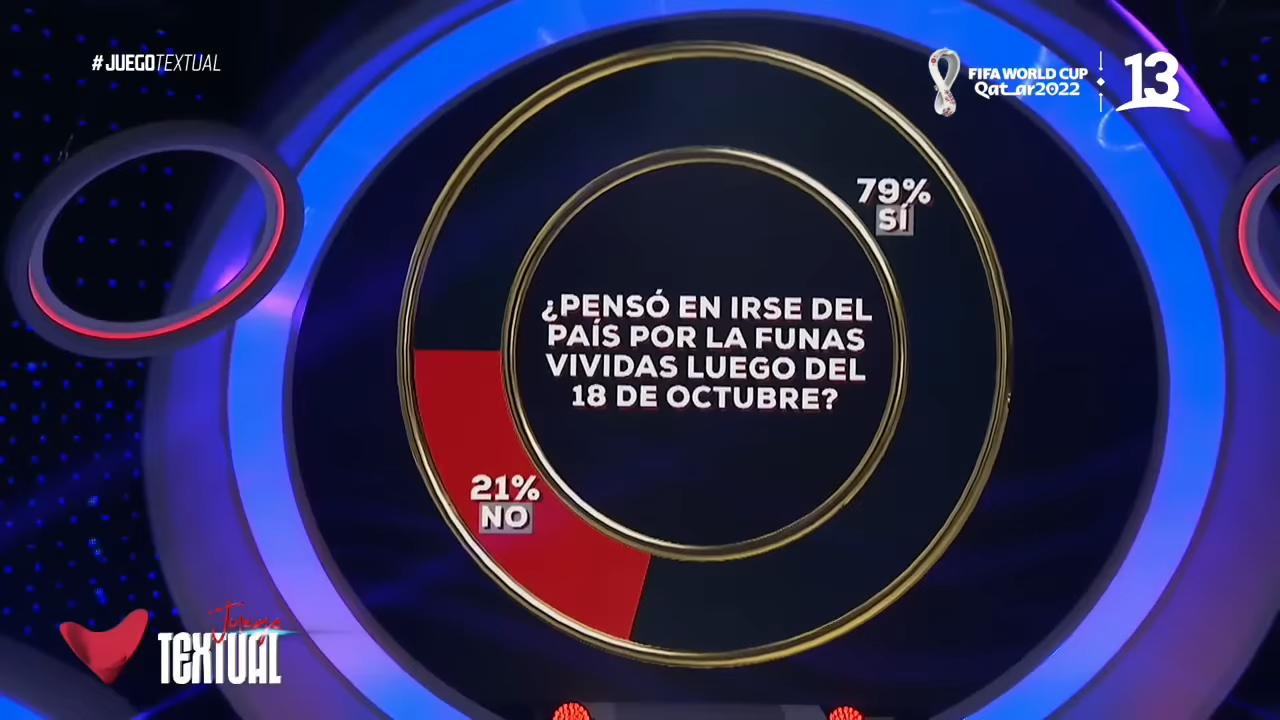 #JUEGOTEXTUAL
FIFA WORLD CUP
Qatar2022
13
79%
SÍ
¿PENSÓ EN IRSE DEL
PAÍS POR LA FUNAS
VIVIDAS LUEGO DEL
18 DE OCTUBRE?
21%
NO
Juego
TEXTUAL